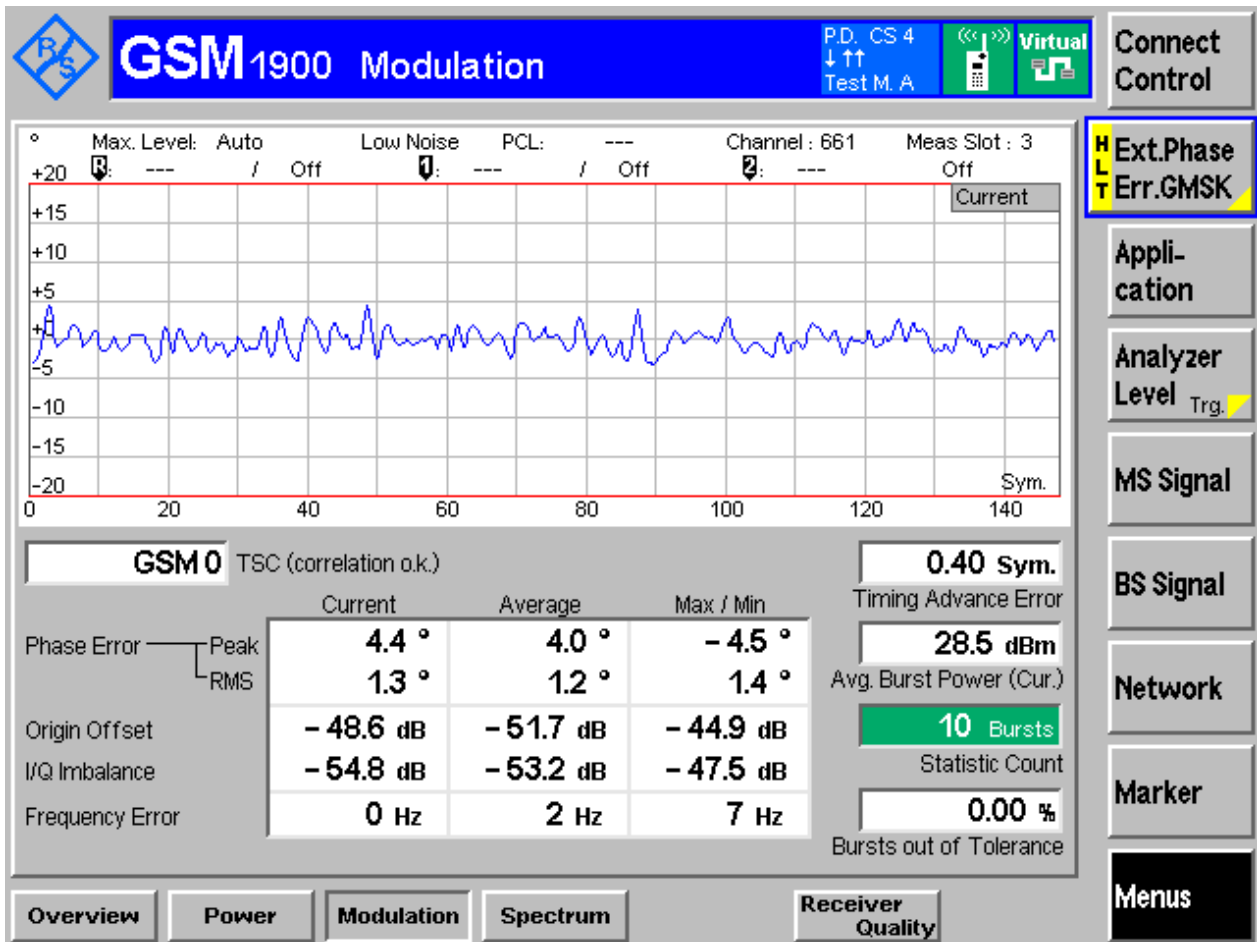 R/S
GSM 1900 Modulation
P.D. CS 4
↓ ↑↑
Test M. A
Virtual
Connect Control
° Max. Level: Auto Low Noise PCL: --- Channel : 661 Meas Slot : 3
R: --- / Off 1: --- / Off 2: --- Off
Current
+20
+15
+10
+5
-5
-10
-15
-20
Sym.
0 20 40 60 80 100 120 140
HLT Ext.Phase Err.GMSK
Appli-
cation
Analyzer Level Trg.
MS Signal
BS Signal
Network
Marker
Menus
GSM 0 TSC (correlation o.k.)
0.40 Sym.
Timing Advance Error
Current Average Max / Min
Phase Error Peak 4.4 ° 4.0 ° – 4.5 °
RMS 1.3 ° 1.2 ° 1.4 °
28.5 dBm
Avg. Burst Power (Cur.)
Origin Offset – 48.6 dB – 51.7 dB – 44.9 dB
10 Bursts
Statistic Count
I/Q Imbalance – 54.8 dB – 53.2 dB – 47.5 dB
Frequency Error 0 Hz 2 Hz 7 Hz
0.00 %
Bursts out of Tolerance
Overview Power Modulation Spectrum Receiver Quality